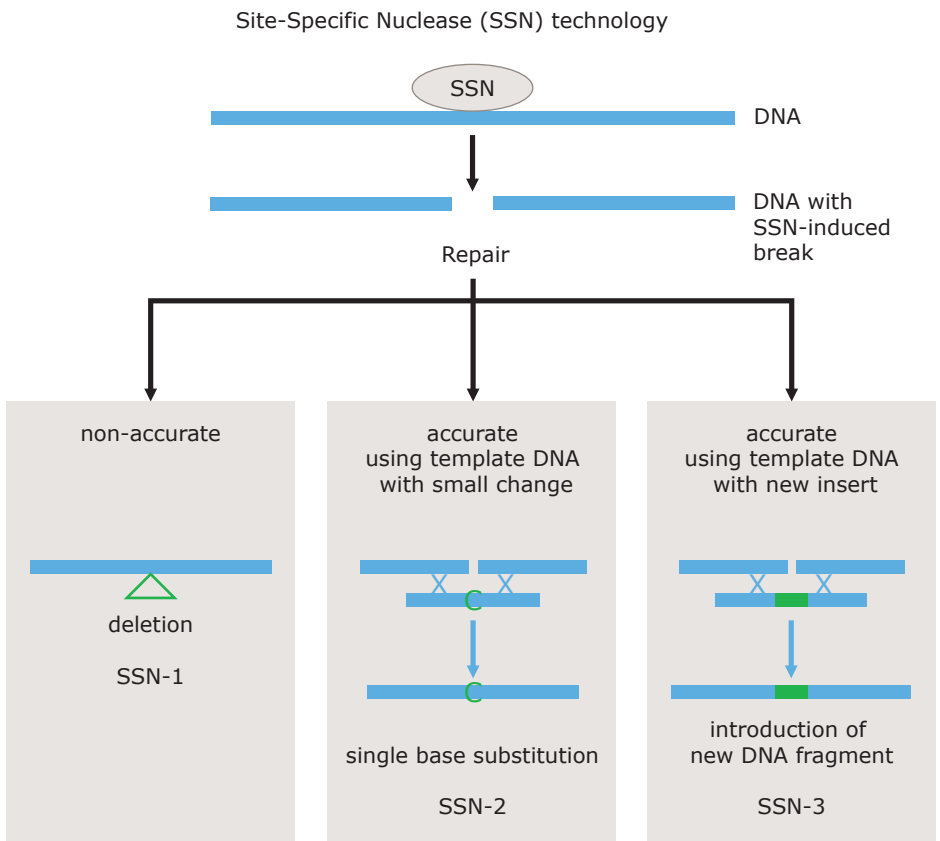 Site-Specific Nuclease (SSN) technology
SSN
DNA
DNA with
SSN-induced
break
Repair
non-accurate
deletion
SSN-1
accurate
using template DNA
with small change
C
C
single base substitution
SSN-2
accurate
using template DNA
with new insert
introduction of
new DNA fragment
SSN-3